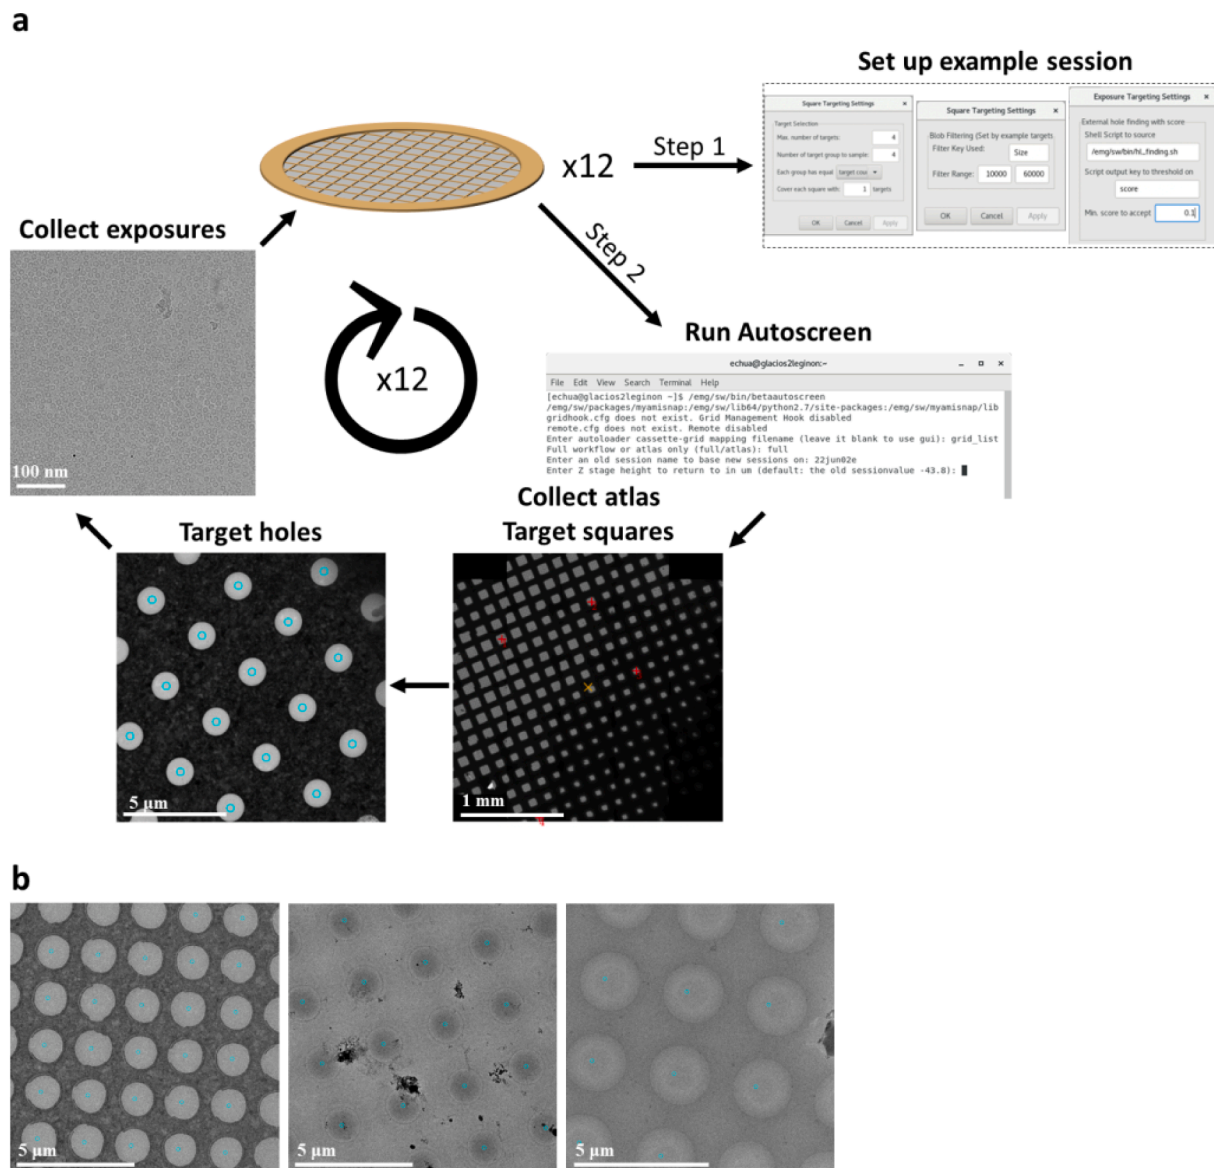 a
Set up example session
Square Targeting Settings ×
Target Selection
Max. number of targets: 4
Number of target group to sample: 4
Each group has equal target cou
Cover each square with: 1 targets
OK Cancel Apply
Square Targeting Settings ×
Blob Filtering (Set by example targets
Filter Key Used: Size
Filter Range: 10000 60000
OK Cancel Apply
Exposure Targeting Settings ×
External hole finding with score
Shell Script to source
/emg/sw/bin/hl_finding.sh
Script output key to threshold on
score
Min. score to accept 0.1
x12
Step 1
Step 2
Collect exposures
100 nm
x12
Run Autoscreen
echua@glacios2leginon:~
File Edit View Search Terminal Help
[echua@glacios2leginon ~]$ /emg/sw/bin/betaautoscreen
/emg/sw/packages/myamisnap:/emg/sw/lib64/python2.7/site-packages:/emg/sw/myamisnap/lib
gridhook.cfg does not exist. Grid Management Hook disabled
remote.cfg does not exist. Remote disabled
Enter autoloader cassette-grid mapping filename (leave it blank to use gui): grid_list
Full workflow or atlas only (full/atlas): full
Enter an old session name to base new sessions on: 22jun02e
Enter Z stage height to return to in um (default: the old sessionvalue -43.8):
Collect atlas
Target squares
1 mm
Target holes
5 µm
b
5 µm
5 µm
5 µm